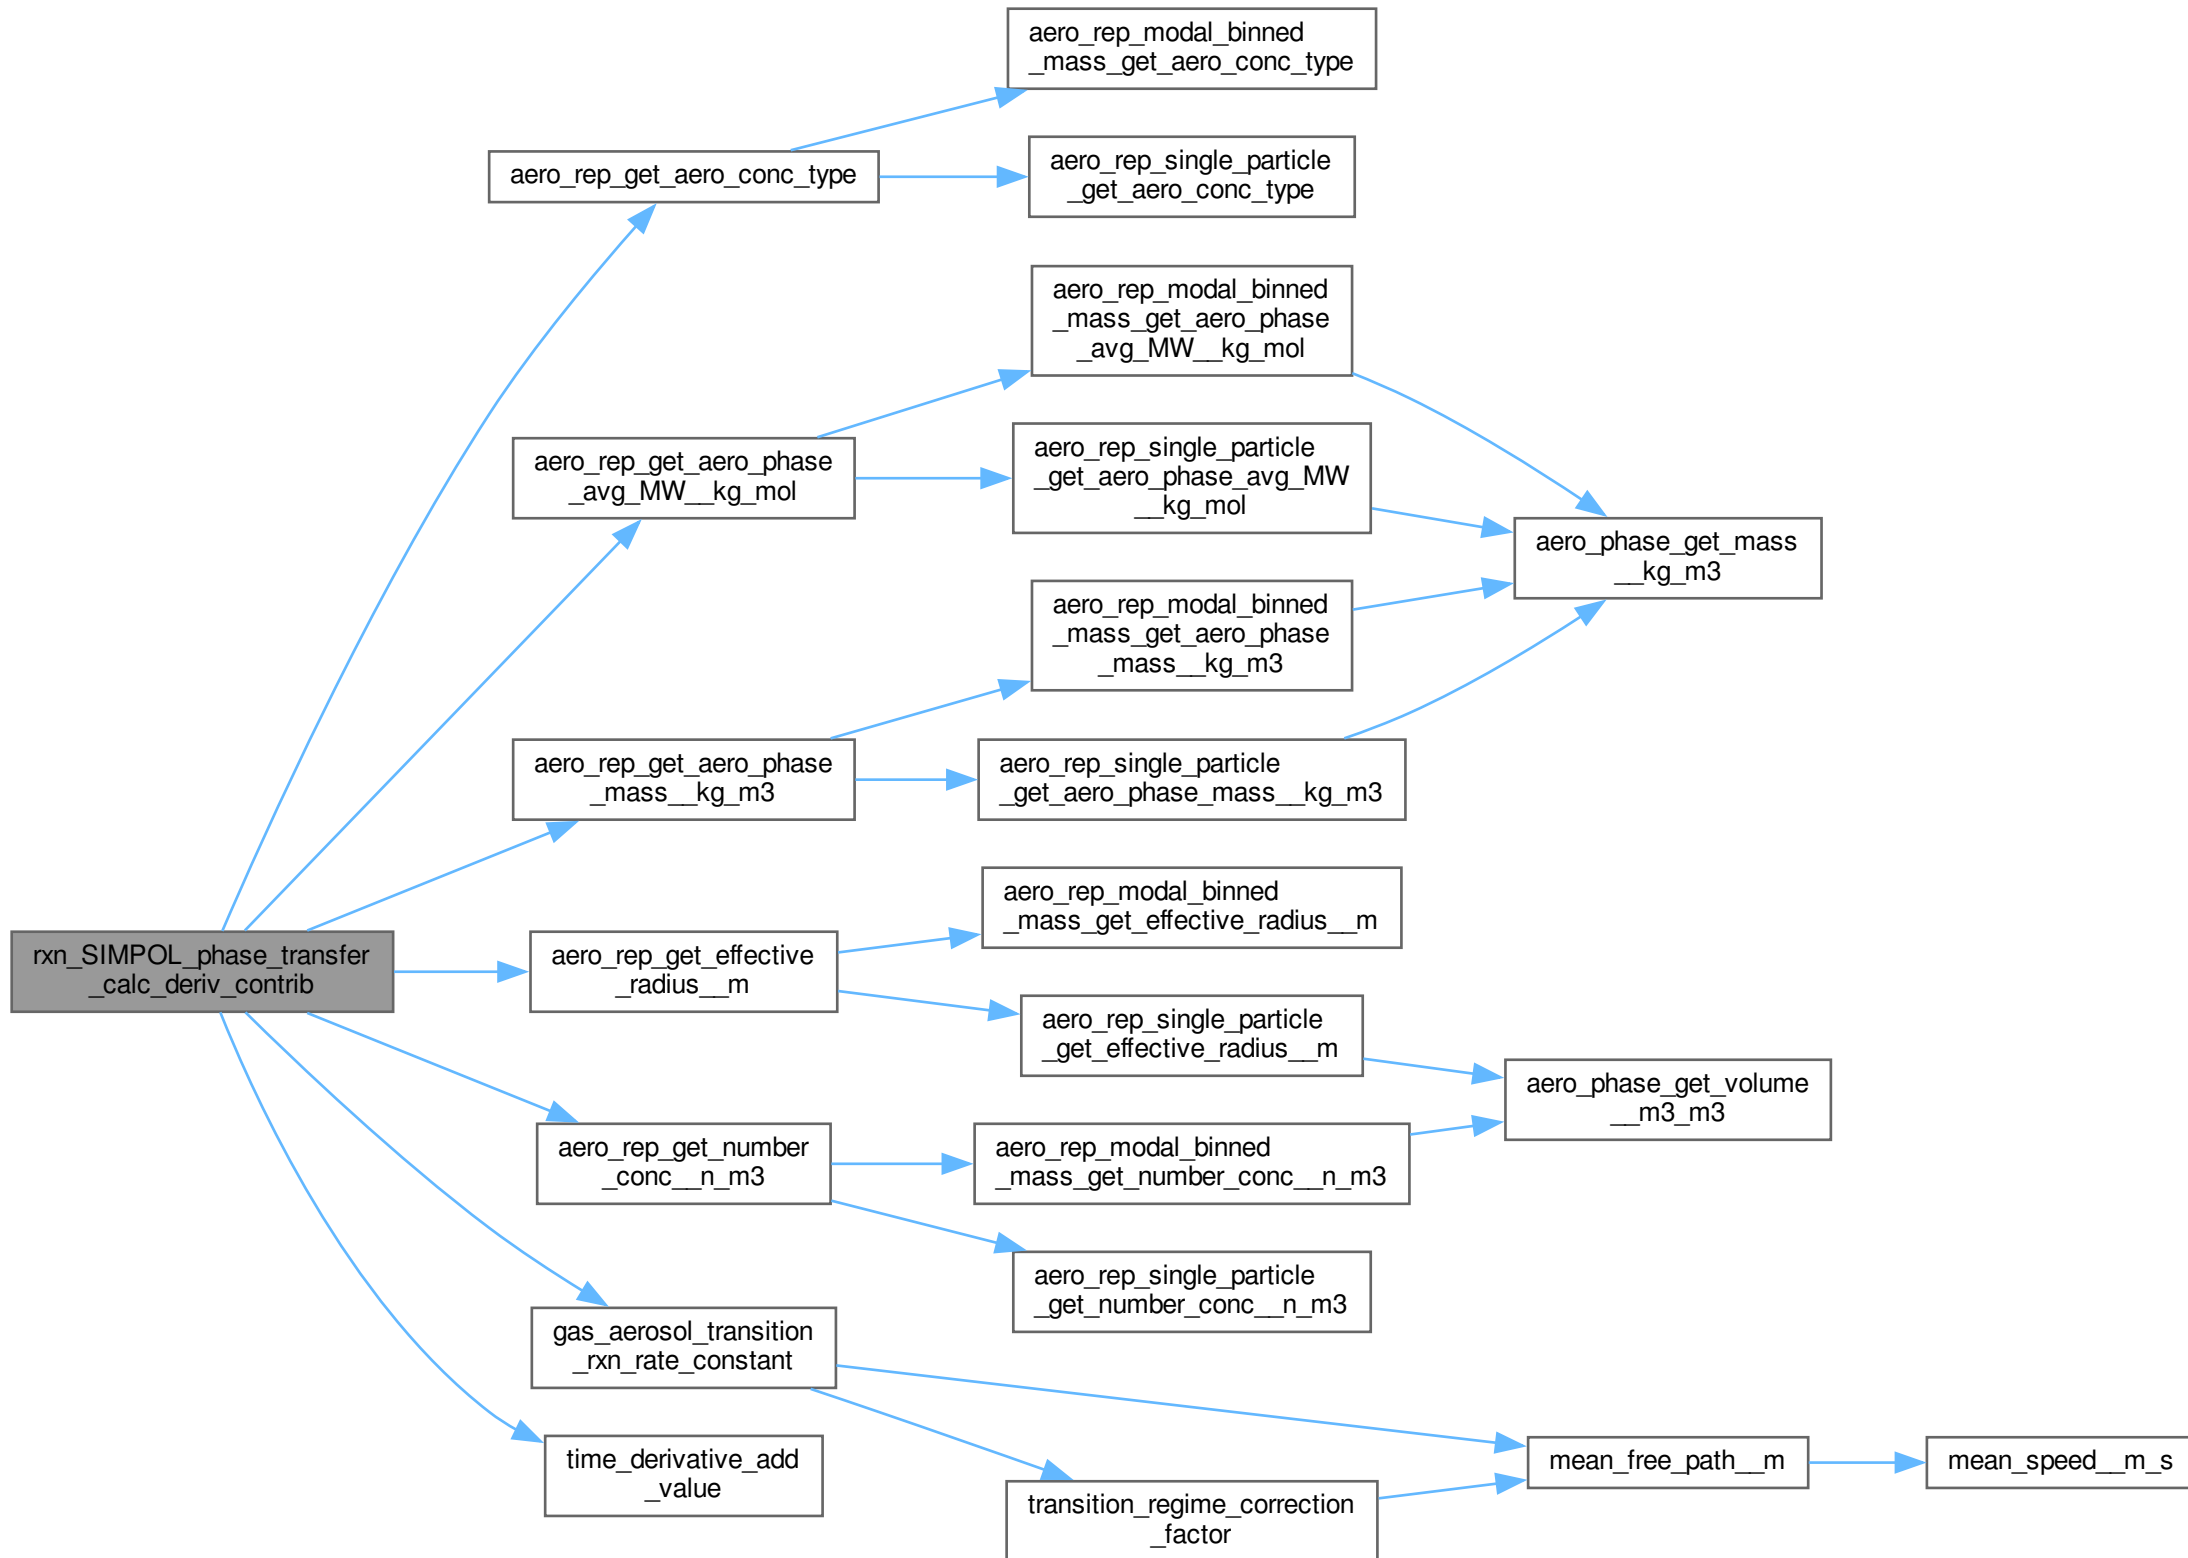 aero_rep_modal_binned
_mass_get_aero_conc_type
aero_rep_get_aero_conc_type
aero_rep_single_particle
_get_aero_conc_type
aero_rep_modal_binned
_mass_get_aero_phase
_avg_MW__kg_mol
aero_rep_get_aero_phase
_avg_MW__kg_mol
aero_rep_single_particle
_get_aero_phase_avg_MW
__kg_mol
aero_phase_get_mass
__kg_m3
aero_rep_modal_binned
_mass_get_aero_phase
_mass__kg_m3
aero_rep_get_aero_phase
_mass__kg_m3
aero_rep_single_particle
_get_aero_phase_mass__kg_m3
aero_rep_modal_binned
_mass_get_effective_radius__m
rxn_SIMPOL_phase_transfer
_calc_deriv_contrib
aero_rep_get_effective
_radius__m
aero_rep_single_particle
_get_effective_radius__m
aero_phase_get_volume
__m3_m3
aero_rep_get_number
_conc__n_m3
aero_rep_modal_binned
_mass_get_number_conc__n_m3
aero_rep_single_particle
_get_number_conc__n_m3
gas_aerosol_transition
_rxn_rate_constant
time_derivative_add
_value
mean_free_path__m
mean_speed__m_s
transition_regime_correction
_factor